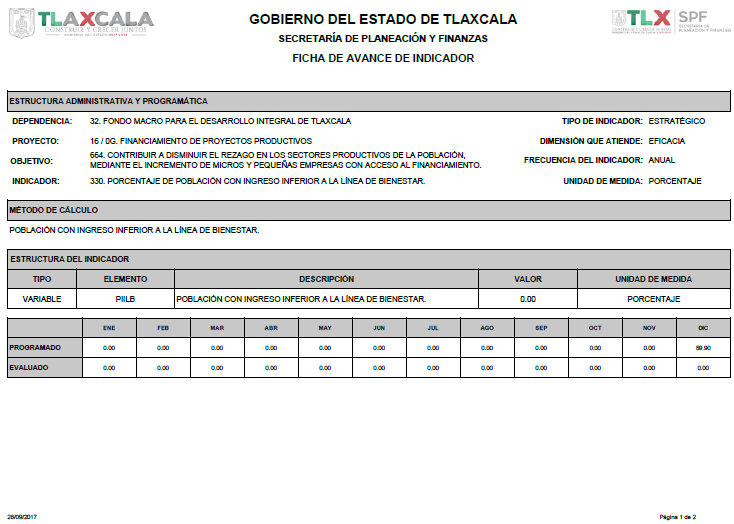 TLAXCALA
CONSTRUIR Y CRECER JUNTOS
GOBIERNO DEL ESTADO DE TLAXCALA
SECRETARÍA DE PLANEACIÓN Y FINANZAS
FICHA DE AVANCE DE INDICADOR
TLX
CONSTRUIR Y CRECER JUNTOS
SPF
SECRETARÍA DE
PLANEACIÓN Y FINANZAS
ESTRUCTURA ADMINISTRATIVA Y PROGRAMÁTICA
DEPENDENCIA: 32. FONDO MACRO PARA EL DESARROLLO INTEGRAL DE TLAXCALA TIPO DE INDICADOR: ESTRATÉGICO
PROYECTO: 16 / 0G. FINANCIAMIENTO DE PROYECTOS PRODUCTIVOS DIMENSIÓN QUE ATIENDE: EFICACIA
OBJETIVO: 664. CONTRIBUIR A DISMINUIR EL REZAGO EN LOS SECTORES PRODUCTIVOS DE LA POBLACIÓN, MEDIANTE EL INCREMENTO DE MICROS Y PEQUEÑAS EMPRESAS CON ACCESO AL FINANCIAMIENTO. FRECUENCIA DEL INDICADOR: ANUAL
INDICADOR: 330. PORCENTAJE DE POBLACIÓN CON INGRESO INFERIOR A LA LÍNEA DE BIENESTAR. UNIDAD DE MEDIDA: PORCENTAJE
MÉTODO DE CÁLCULO
POBLACIÓN CON INGRESO INFERIOR A LA LÍNEA DE BIENESTAR.
ESTRUCTURA DEL INDICADOR
TIPO ELEMENTO DESCRIPCIÓN VALOR UNIDAD DE MEDIDA
VARIABLE PIILB POBLACIÓN CON INGRESO INFERIOR A LA LÍNEA DE BIENESTAR. 0.00 PORCENTAJE
ENE FEB MAR ABR MAY JUN JUL AGO SEP OCT NOV DIC
PROGRAMADO 0.00 0.00 0.00 0.00 0.00 0.00 0.00 0.00 0.00 0.00 0.00 59.90
EVALUADO 0.00 0.00 0.00 0.00 0.00 0.00 0.00 0.00 0.00 0.00 0.00 0.00
28/09/2017 Página 1 de 2